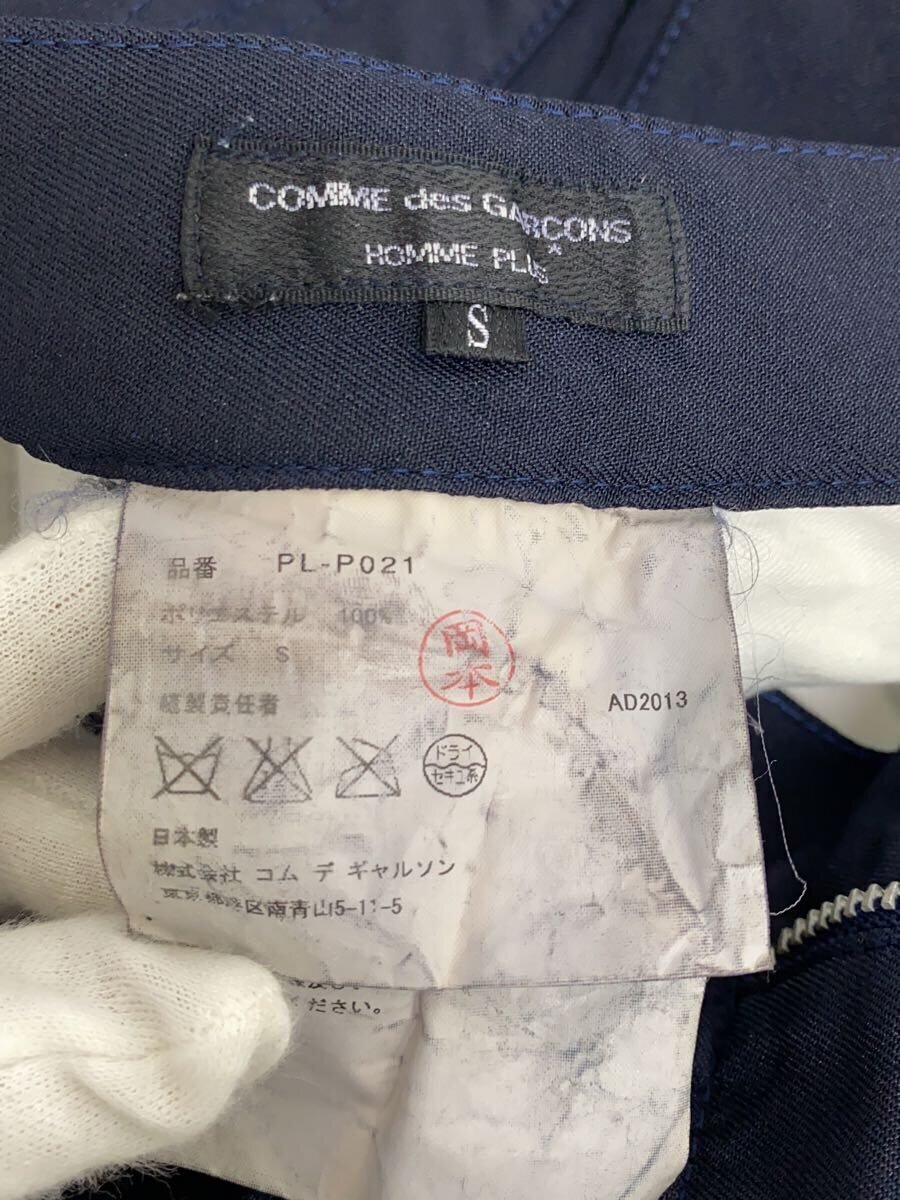 COMME des GARCONS
HOMME PLUS
S
品番 PL-P021
ポリエステル 100%
サイズ S
縫製責任者
岡本
AD2013
ドライ
セキユ系
日本製
株式会社 コム デ ギャルソン
東京都港区南青山5-11-5
ください。